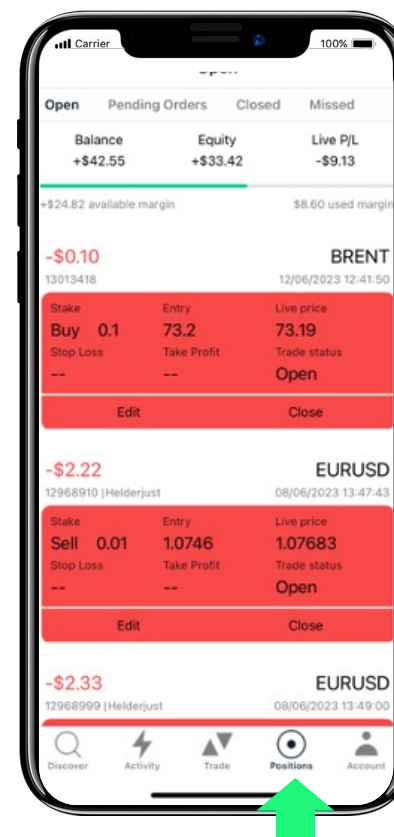 Carrier 100%
Open Pending Orders Closed Missed
Balance Equity Live P/L
+$42.55 +$33.42 -$9.13
+$24.82 available margin $8.60 used margin
-$0.10 BRENT
13013418 12/06/2023 12:41:50
Stake Entry Live price
Buy 0.1 73.2 73.19
Stop Loss Take Profit Trade status
-- -- Open
Edit Close
-$2.22 EURUSD
12968910 |Helderjust 08/06/2023 13:47:43
Stake Entry Live price
Sell 0.01 1.0746 1.07683
Stop Loss Take Profit Trade status
-- -- Open
Edit Close
-$2.33 EURUSD
12968999 |Helderjust 08/06/2023 13:49:00
Discover Activity Trade Positions Account